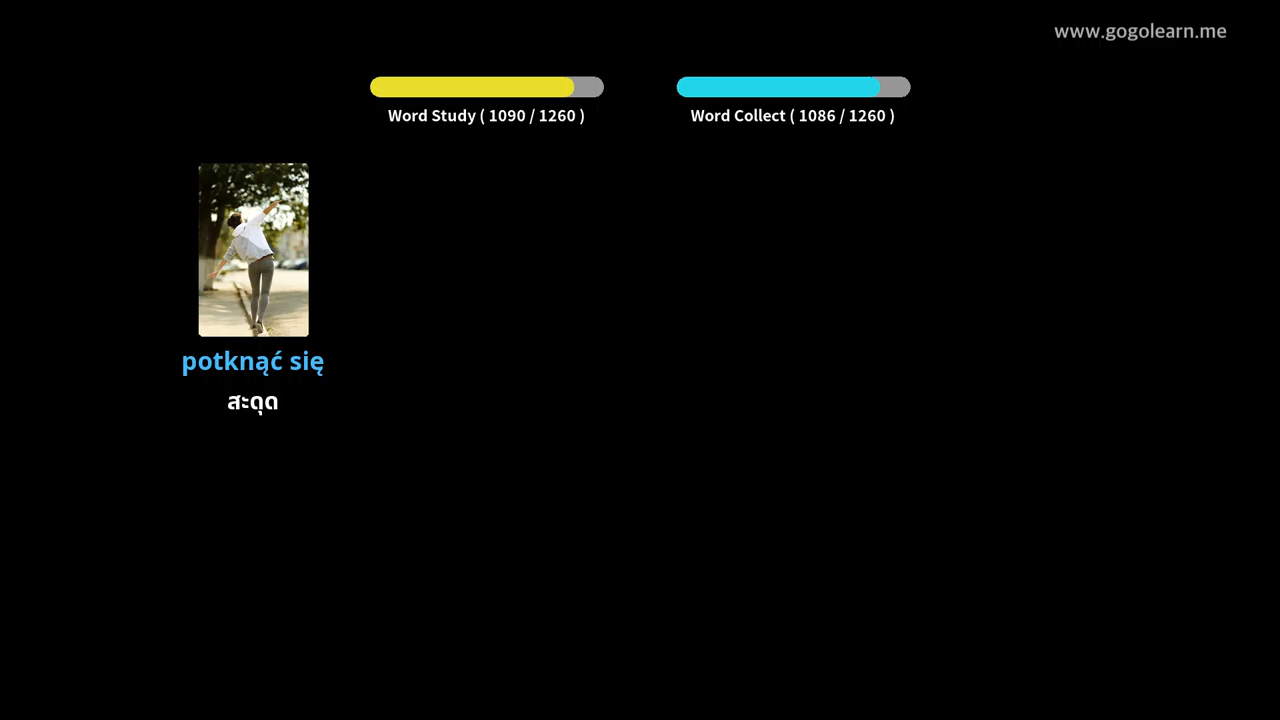 www.gogolearn.me
Word Study ( 1090 / 1260 )
Word Collect ( 1086 / 1260 )
potknąć się
สะดุด